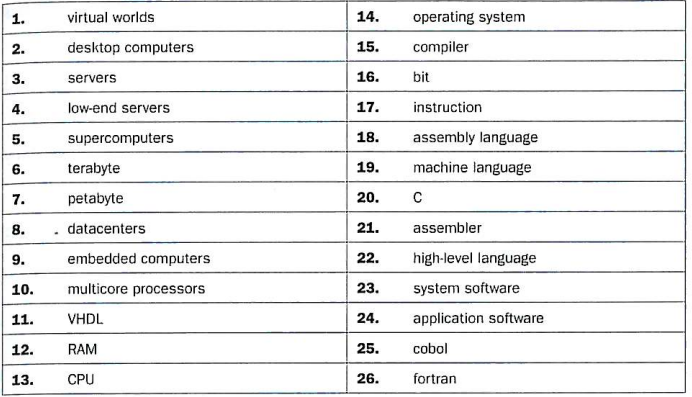 1. virtual worlds 14. operating system
2. desktop computers 15. compiler
3. servers 16. bit
4. low-end servers 17. instruction
5. supercomputers 18. assembly language
6. terabyte 19. machine language
7. petabyte 20. C
8. datacenters 21. assembler
9. embedded computers 22. high-level language
10. multicore processors 23. system software
11. VHDL 24. application software
12. RAM 25. cobol
13. CPU 26. fortran